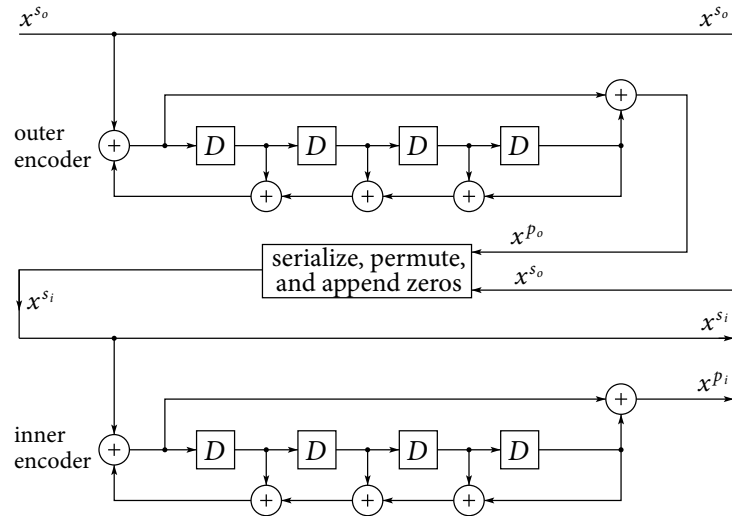 x^{s_o} x^{s_o}
+
outer
encoder
+ D D D D
+ + +
x^{p_o}
serialize, permute,
and append zeros
x^{s_o}
x^{s_i} x^{s_i}
+ x^{p_i}
inner
encoder
+ D D D D
+ + +